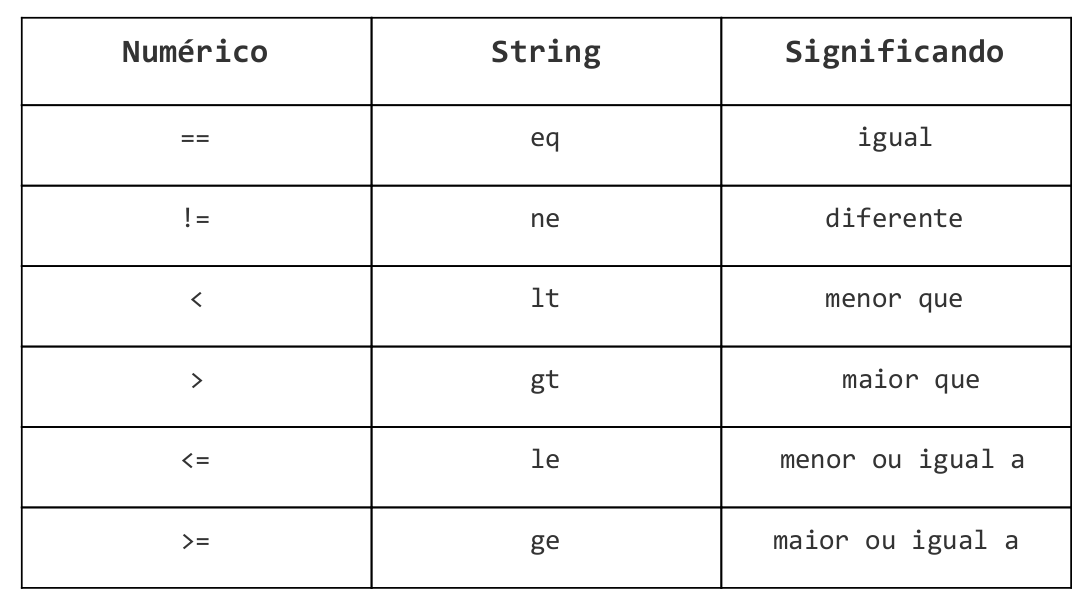 Numérico String Significando
== eq igual
!= ne diferente
< lt menor que
> gt maior que
<= le menor ou igual a
>= ge maior ou igual a